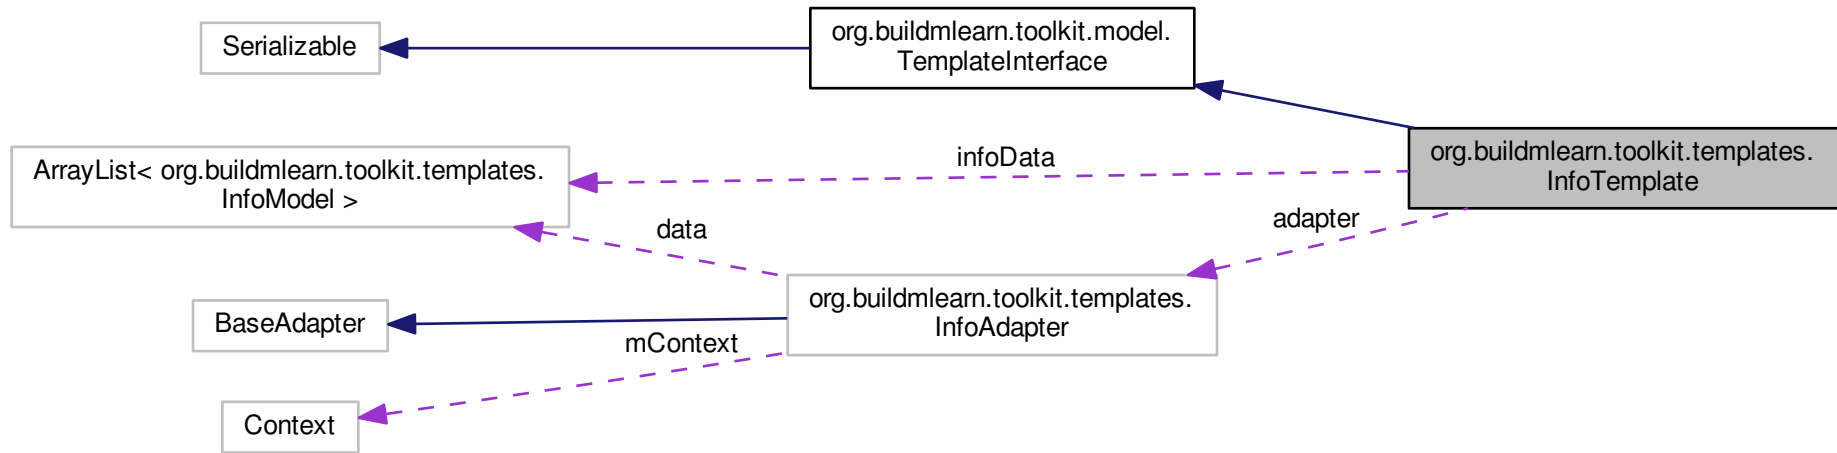 Serializable
org.buildmlearn.toolkit.model.
TemplateInterface
ArrayList< org.buildmlearn.toolkit.templates.
InfoModel >
infoData
org.buildmlearn.toolkit.templates.
InfoTemplate
data
adapter
BaseAdapter
org.buildmlearn.toolkit.templates.
InfoAdapter
mContext
Context